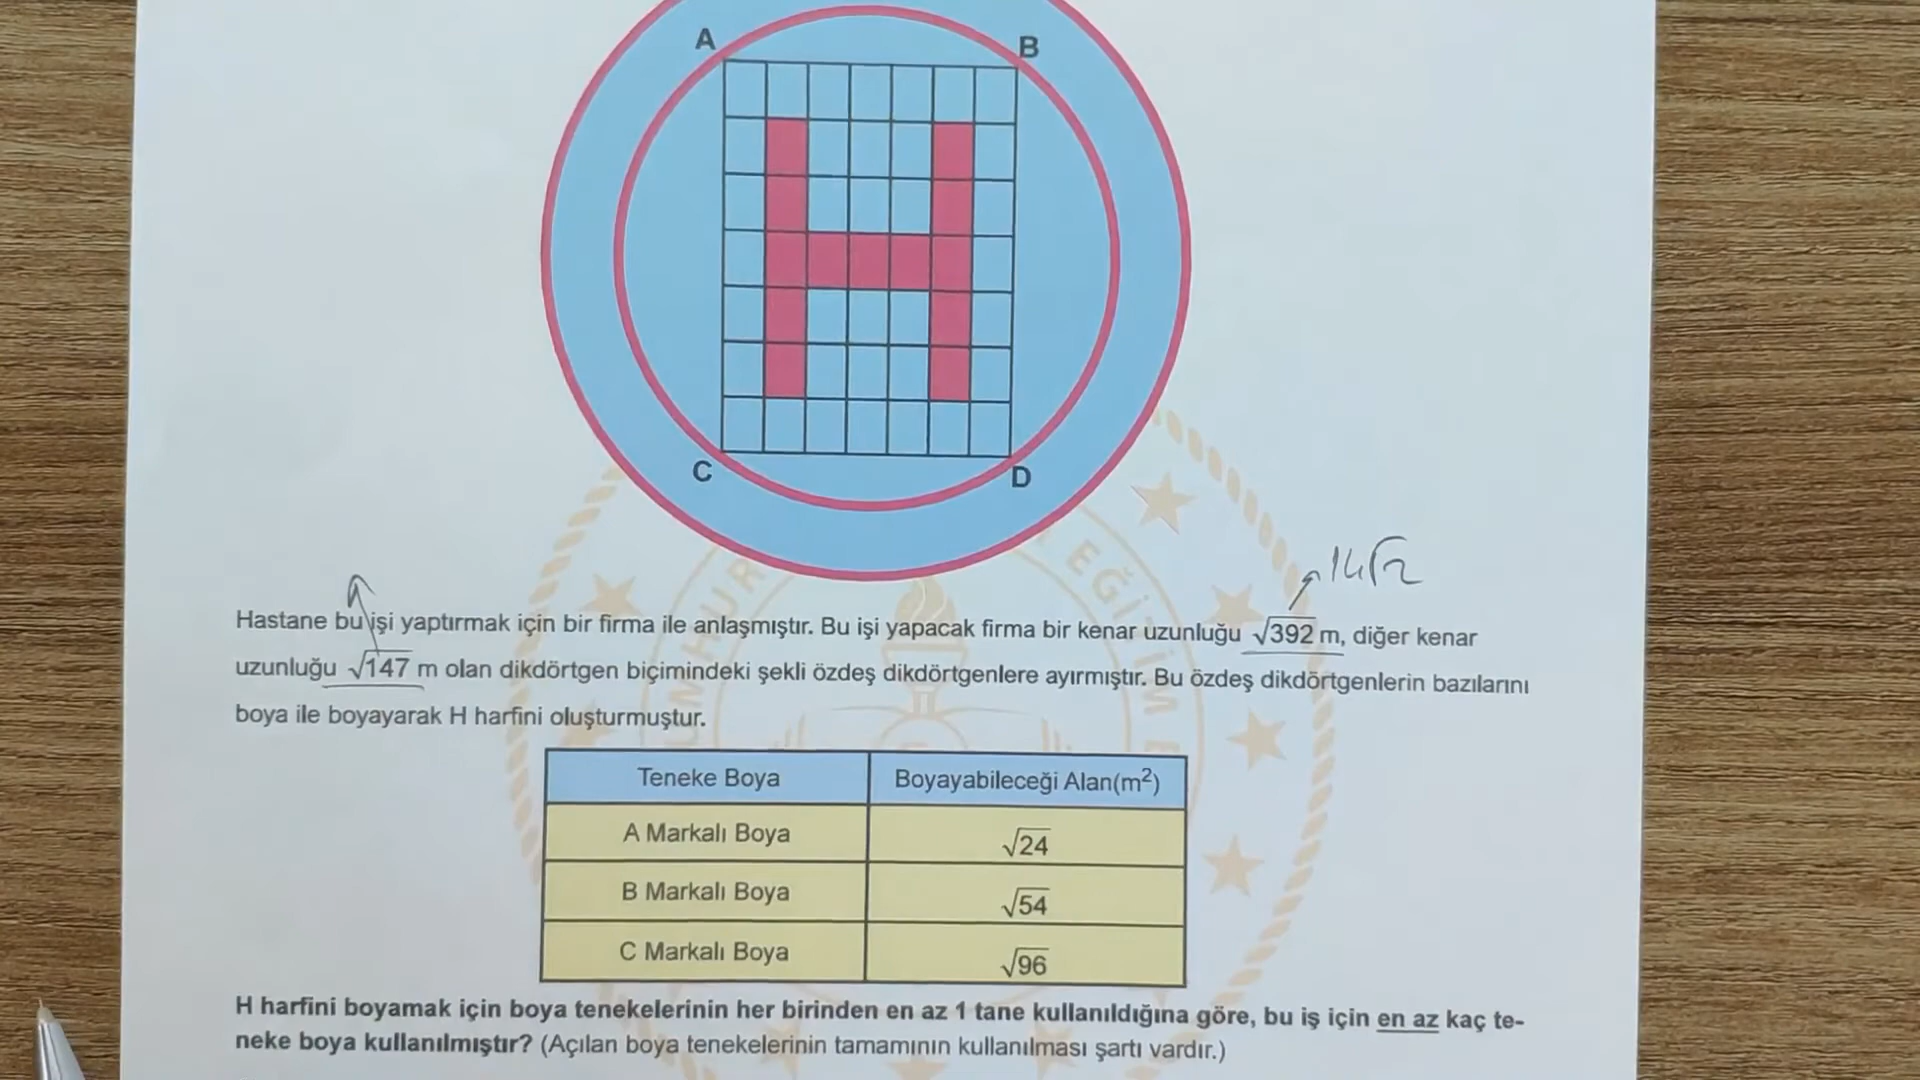 A
B
C
D
14√2
Hastane bu işi yaptırmak için bir firma ile anlaşmıştır. Bu işi yapacak firma bir kenar uzunluğu √392 m, diğer kenar
uzunluğu √147 m olan dikdörtgen biçimindeki şekli özdeş dikdörtgenlere ayırmıştır. Bu özdeş dikdörtgenlerin bazılarını
boya ile boyayarak H harfini oluşturmuştur.
Teneke Boya
Boyayabileceği Alan(m²)
A Markalı Boya
√24
B Markalı Boya
√54
C Markalı Boya
√96
H harfini boyamak için boya tenekelerinin her birinden en az 1 tane kullanıldığına göre, bu iş için en az kaç te-
neke boya kullanılmıştır? (Açılan boya tenekelerinin tamamının kullanılması şartı vardır.)